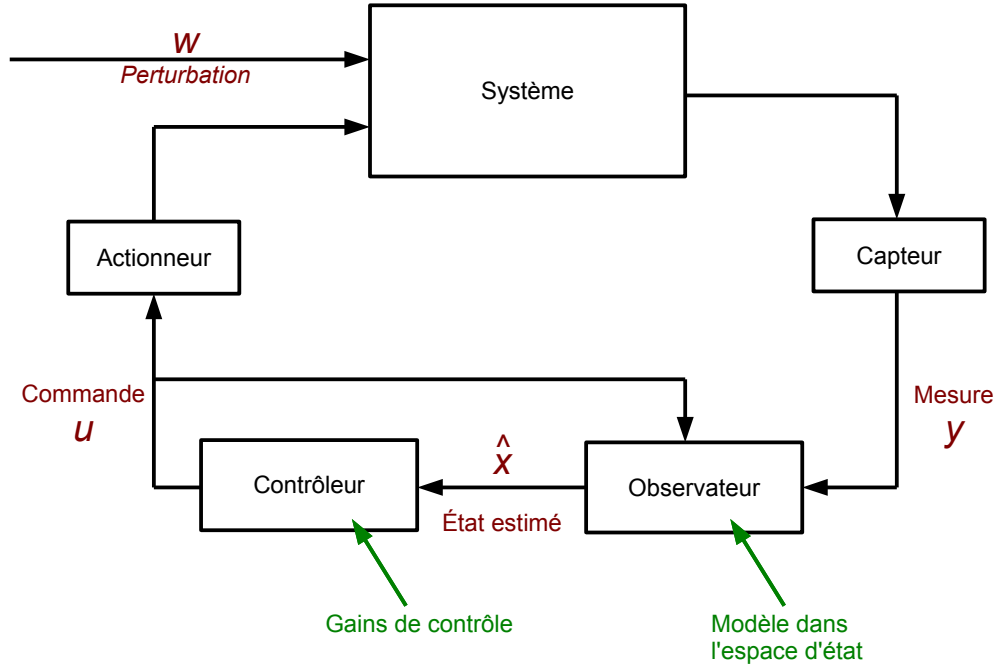 w
Perturbation
Système
Actionneur
Capteur
Commande
u
Mesure
y
Contrôleur
x̂
État estimé
Observateur
Gains de contrôle
Modèle dans
l'espace d'état